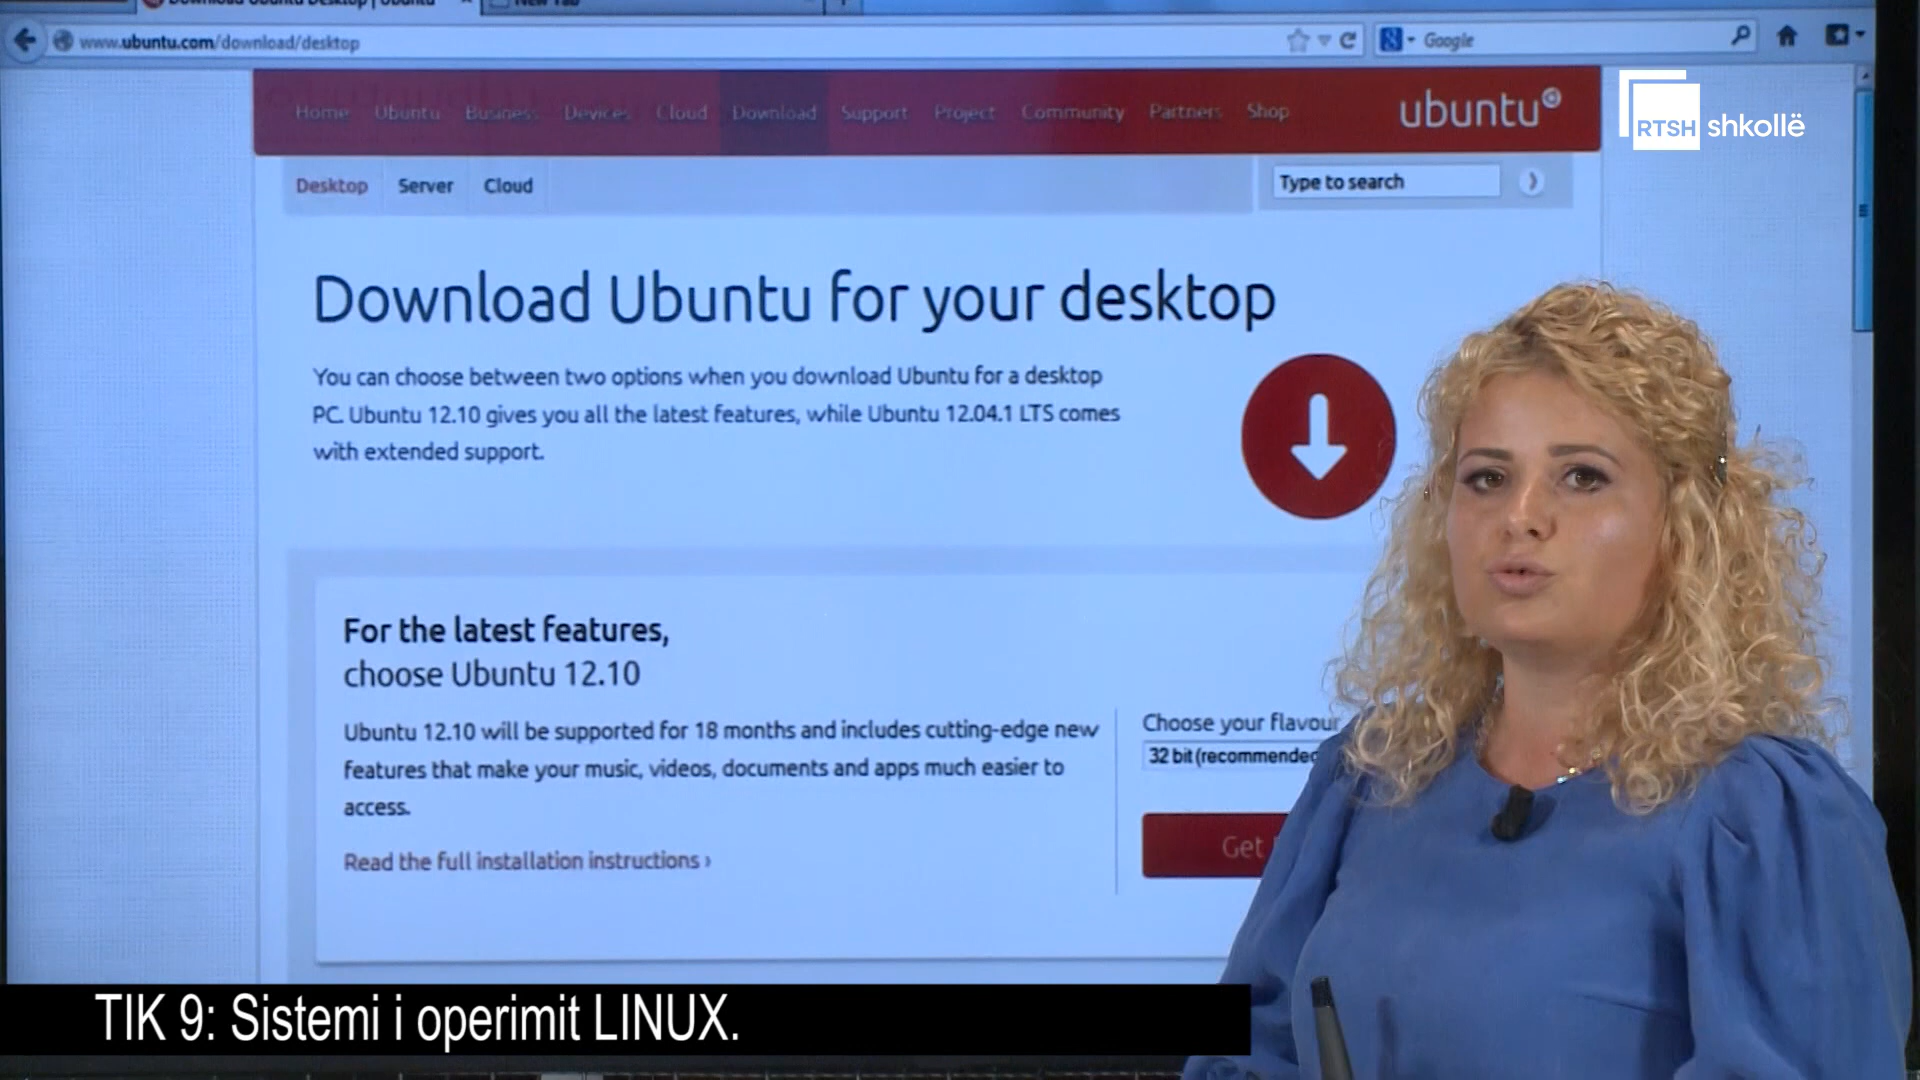 Download Ubuntu Desktop | Ubuntu
New Tab
www.ubuntu.com/download/desktop
Google
Home Ubuntu Business Devices Cloud Download Support Project Community Partners Shop
ubuntu
RTSH shkollë
Desktop Server Cloud
Type to search
Download Ubuntu for your desktop
You can choose between two options when you download Ubuntu for a desktop
PC. Ubuntu 12.10 gives you all the latest features, while Ubuntu 12.04.1 LTS comes
with extended support.
For the latest features,
choose Ubuntu 12.10
Ubuntu 12.10 will be supported for 18 months and includes cutting-edge new
features that make your music, videos, documents and apps much easier to
access.
Read the full installation instructions ›
Choose your flavour
32 bit (recommended
Get
TIK 9: Sistemi i operimit LINUX.